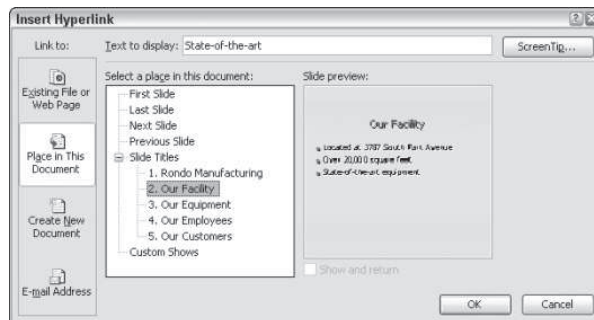 Insert Hyperlink
Link to:
Text to display: State-of-the-art
ScreenTip...
Existing File or
Web Page
Place in This
Document
Create New
Document
E-mail Address
Select a place in this document:
First Slide
Last Slide
Next Slide
Previous Slide
Slide Titles
1. Rondo Manufacturing
2. Our Facility
3. Our Equipment
4. Our Employees
5. Our Customers
Custom Shows
Slide preview:
Our Facility
Located at 3787 South Park Avenue
Over 20,000 square feet
State-of-the-art equipment
Show and return
OK
Cancel